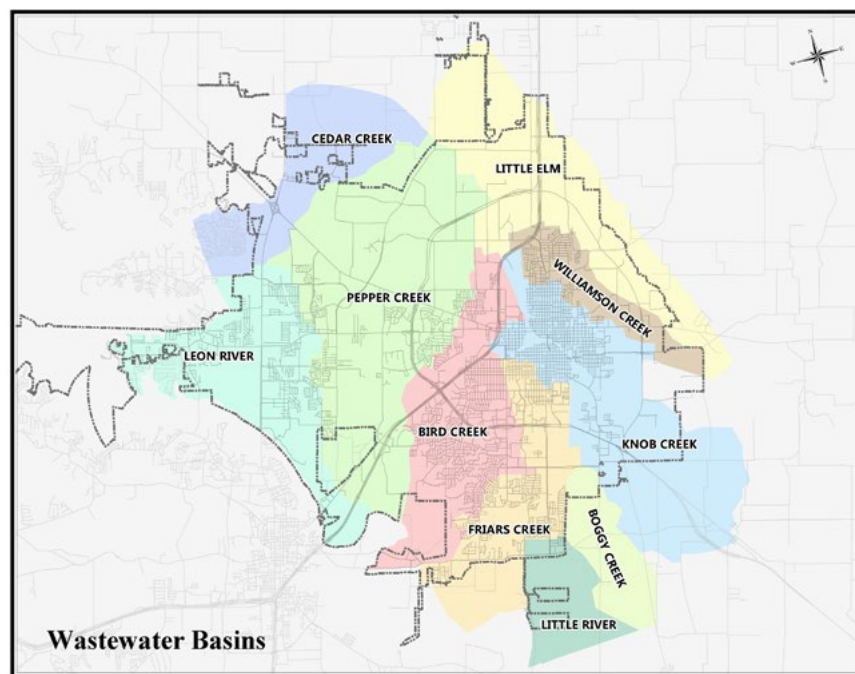 CEDAR CREEK
LITTLE ELM
WILLIAMSON CREEK
PEPPER CREEK
LEON RIVER
BIRD CREEK
KNOB CREEK
FRIARS CREEK
BOGGY CREEK
LITTLE RIVER
Wastewater Basins